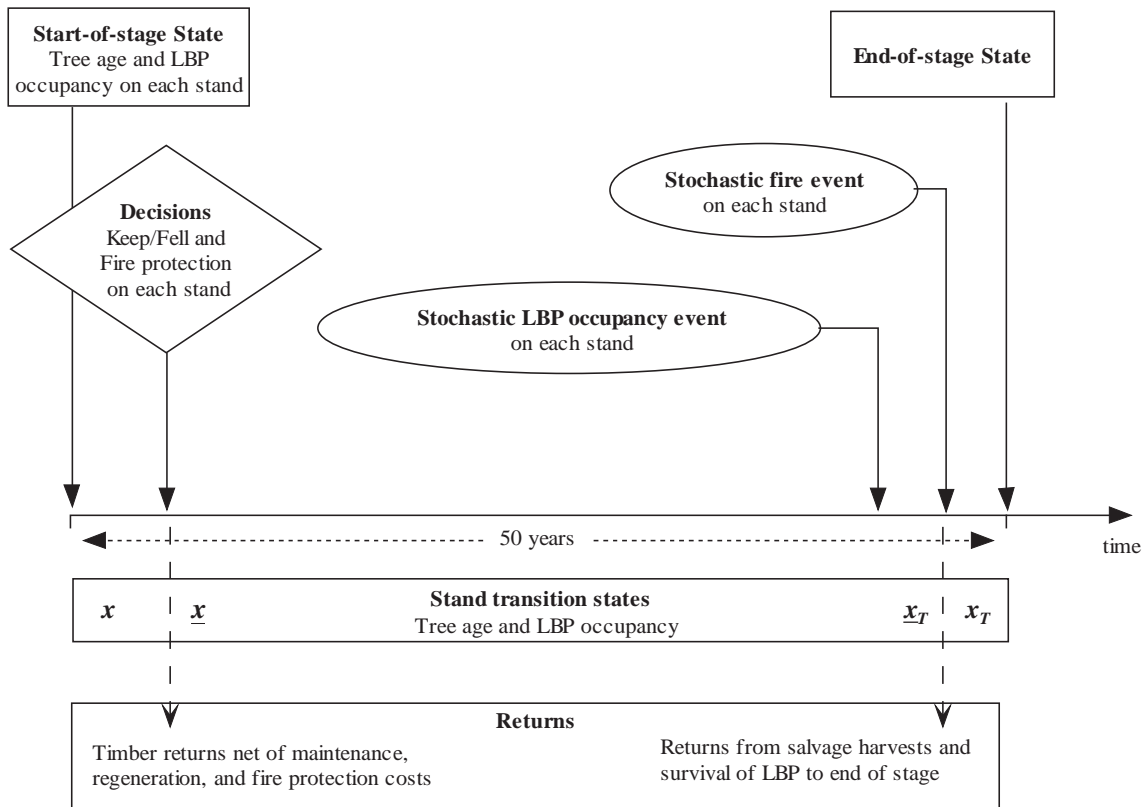 Start-of-stage State
Tree age and LBP
occupancy on each stand
End-of-stage State
Decisions
Keep/Fell and
Fire protection
on each stand
Stochastic fire event
on each stand
Stochastic LBP occupancy event
on each stand
50 years
time
x
x
Stand transition states
Tree age and LBP occupancy
x_T
x_T
Returns
Timber returns net of maintenance,
regeneration, and fire protection costs
Returns from salvage harvests and
survival of LBP to end of stage